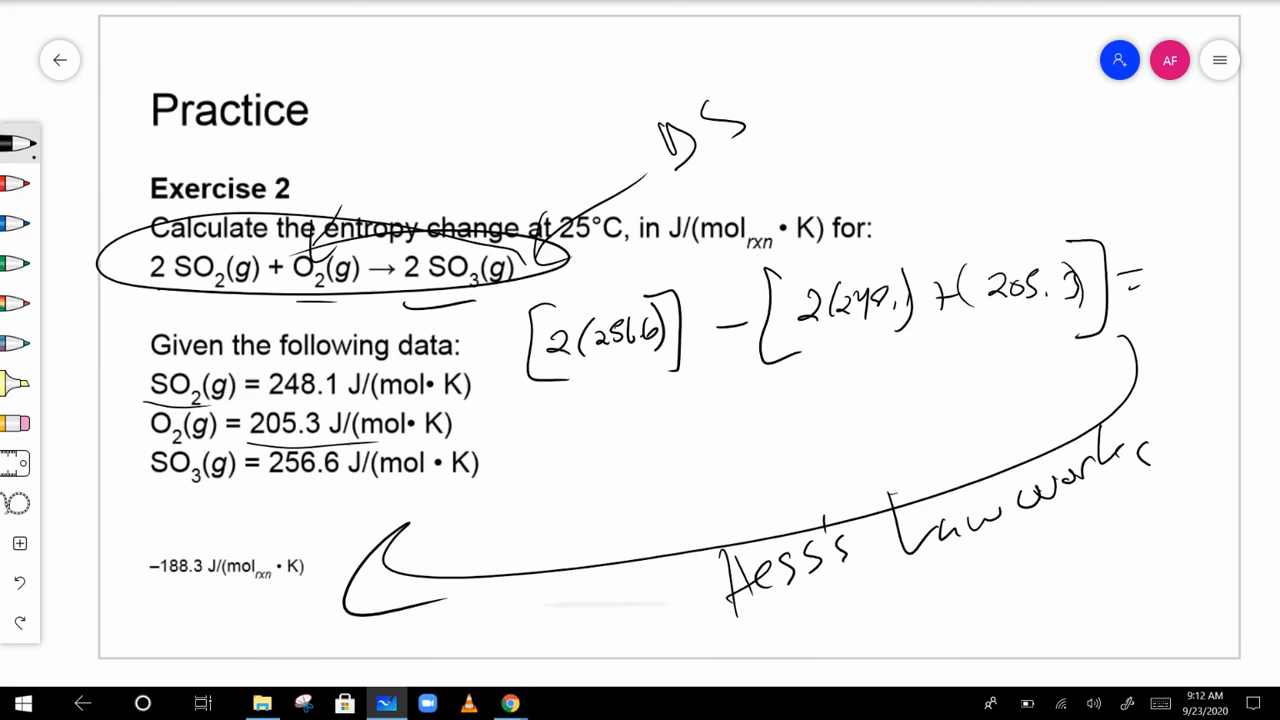 AF
Practice
ΔS
Exercise 2
Calculate the entropy change at 25°C, in J/(mol_rxn • K) for:
2 SO₂(g) + O₂(g) → 2 SO₃(g)
[2(256.6)] − [2(248.1) + (205.3)] =
Given the following data:
SO₂(g) = 248.1 J/(mol• K)
O₂(g) = 205.3 J/(mol• K)
SO₃(g) = 256.6 J/(mol • K)
Hess's Law works
–188.3 J/(mol_rxn • K)
9:12 AM
9/23/2020